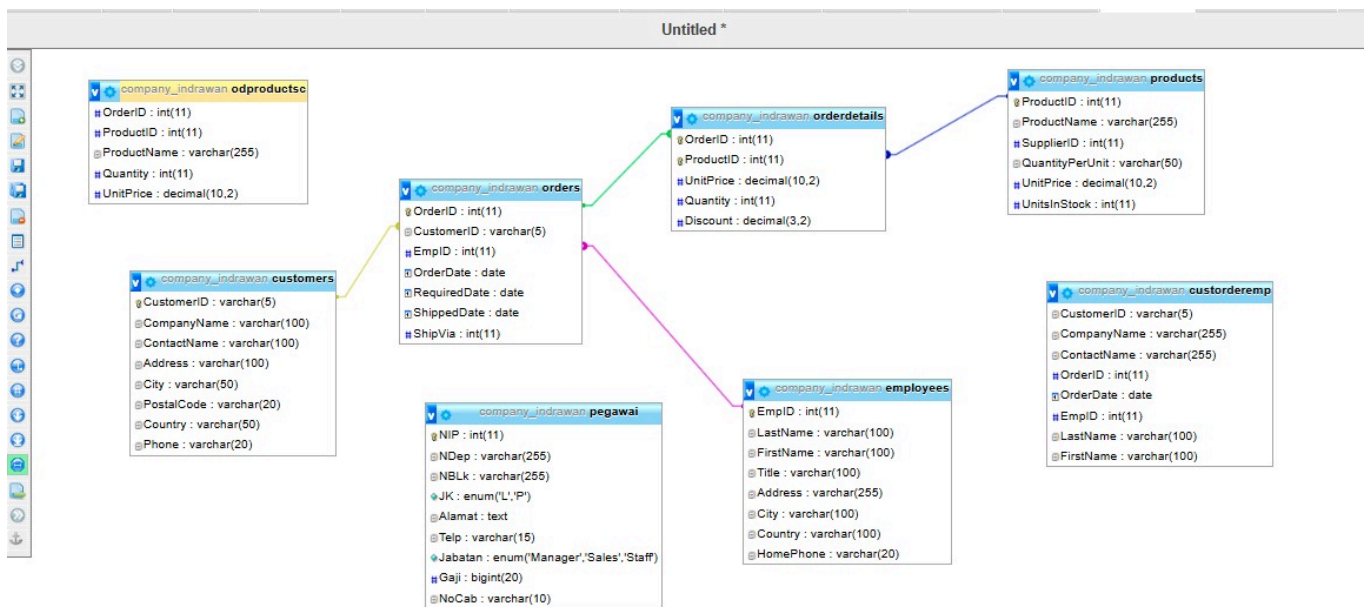 Untitled *
company_indrawan odproductsc
OrderID : int(11)
ProductID : int(11)
ProductName : varchar(255)
Quantity : int(11)
UnitPrice : decimal(10,2)
company_indrawan customers
CustomerID : varchar(5)
CompanyName : varchar(100)
ContactName : varchar(100)
Address : varchar(100)
City : varchar(50)
PostalCode : varchar(20)
Country : varchar(50)
Phone : varchar(20)
company_indrawan orders
OrderID : int(11)
CustomerID : varchar(5)
EmpID : int(11)
OrderDate : date
RequiredDate : date
ShippedDate : date
ShipVia : int(11)
company_indrawan pegawai
NIP : int(11)
NDep : varchar(255)
NBLk : varchar(255)
JK : enum('L','P')
Alamat : text
Telp : varchar(15)
Jabatan : enum('Manager','Sales','Staff')
Gaji : bigint(20)
NoCab : varchar(10)
company_indrawan orderdetails
OrderID : int(11)
ProductID : int(11)
UnitPrice : decimal(10,2)
Quantity : int(11)
Discount : decimal(3,2)
company_indrawan employees
EmpID : int(11)
LastName : varchar(100)
FirstName : varchar(100)
Title : varchar(100)
Address : varchar(255)
City : varchar(100)
Country : varchar(100)
HomePhone : varchar(20)
company_indrawan products
ProductID : int(11)
ProductName : varchar(255)
SupplierID : int(11)
QuantityPerUnit : varchar(50)
UnitPrice : decimal(10,2)
UnitsInStock : int(11)
company_indrawan custorderemp
CustomerID : varchar(5)
CompanyName : varchar(255)
ContactName : varchar(255)
OrderID : int(11)
OrderDate : date
EmpID : int(11)
LastName : varchar(100)
FirstName : varchar(100)